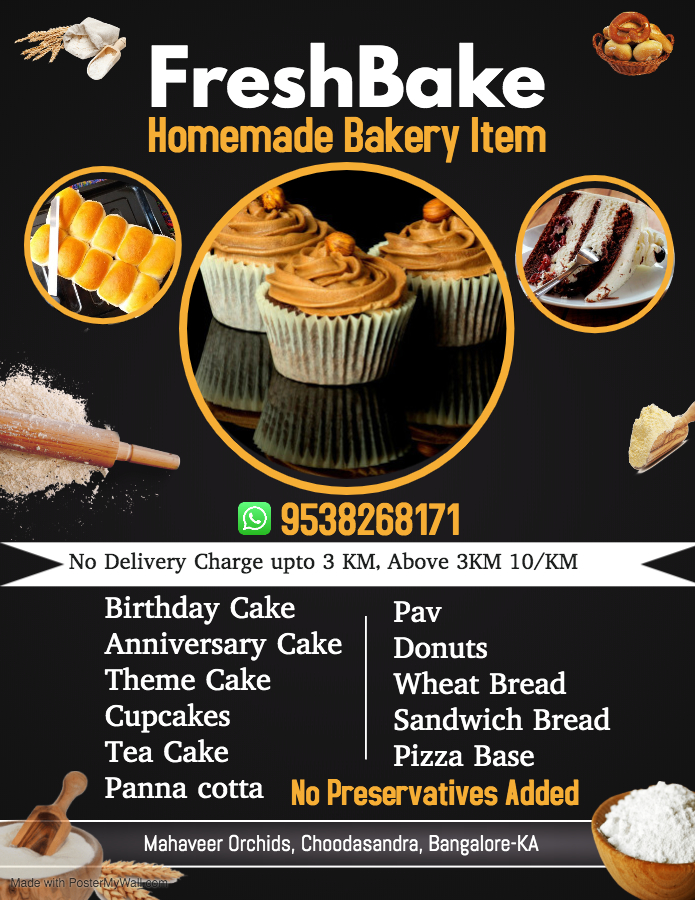 FreshBake
Homemade Bakery Item
9538268171
No Delivery Charge upto 3 KM, Above 3KM 10/KM
Birthday Cake
Anniversary Cake
Theme Cake
Cupcakes
Tea Cake
Panna cotta
Pav
Donuts
Wheat Bread
Sandwich Bread
Pizza Base
No Preservatives Added
Mahaveer Orchids, Choodasandra, Bangalore-KA
Made with PosterMyWall.com